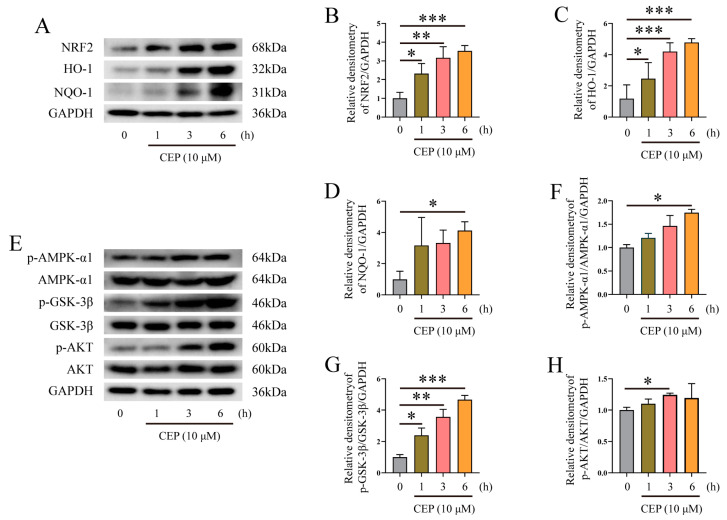 A
NRF2 68kDa
HO-1 32kDa
NQO-1 31kDa
GAPDH 36kDa
0 1 3 6 (h)
CEP (10 μM)
B
Relative densitometry
of NRF2/GAPDH
6
4
2
0
*
**
***
0 1 3 6 (h)
CEP (10 μM)
C
Relative densitometry
of HO-1/GAPDH
6
4
2
0
*
***
***
0 1 3 6 (h)
CEP (10 μM)
D
Relative densitometry
of NQO-1/GAPDH
6
4
2
0
*
0 1 3 6 (h)
CEP (10 μM)
E
p-AMPK-α1 64kDa
AMPK-α1 64kDa
p-GSK-3β 46kDa
GSK-3β 46kDa
p-AKT 60kDa
AKT 60kDa
GAPDH 36kDa
0 1 3 6 (h)
CEP (10 μM)
F
Relative densitometryof
p-AMPK-α1/AMPK-α1/GAPDH
2.0
1.5
1.0
0.5
0.0
*
0 1 3 6 (h)
CEP (10 μM)
G
Relative densitometryof
p-GSK-3β/GSK-3β/GAPDH
6
4
2
0
*
**
***
0 1 3 6 (h)
CEP (10 μM)
H
Relative densitometryof
p-AKT/AKT/GAPDH
1.5
1.0
0.5
0.0
*
0 1 3 6 (h)
CEP (10 μM)